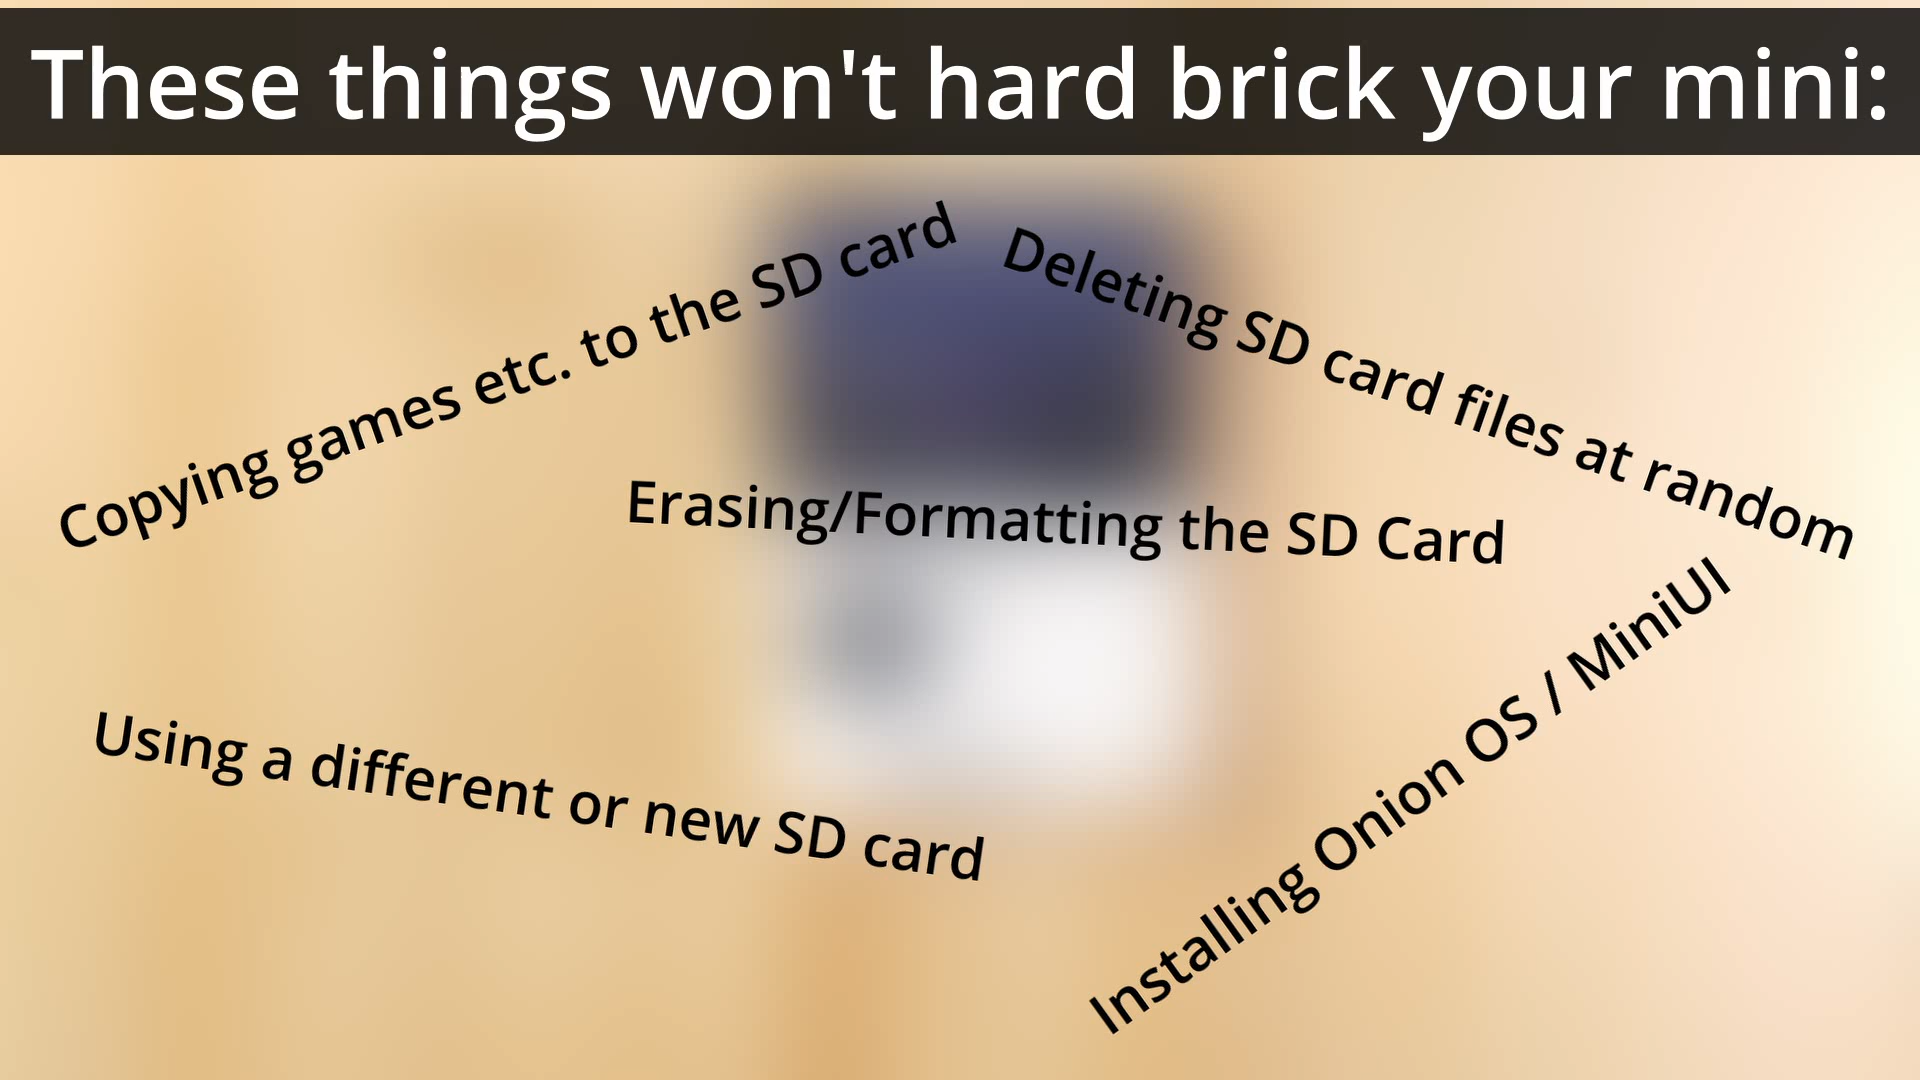 These things won't hard brick your mini:
Copying games etc. to the SD card
Deleting SD card files at random
Erasing/Formatting the SD Card
Using a different or new SD card
Installing Onion OS / MiniUI